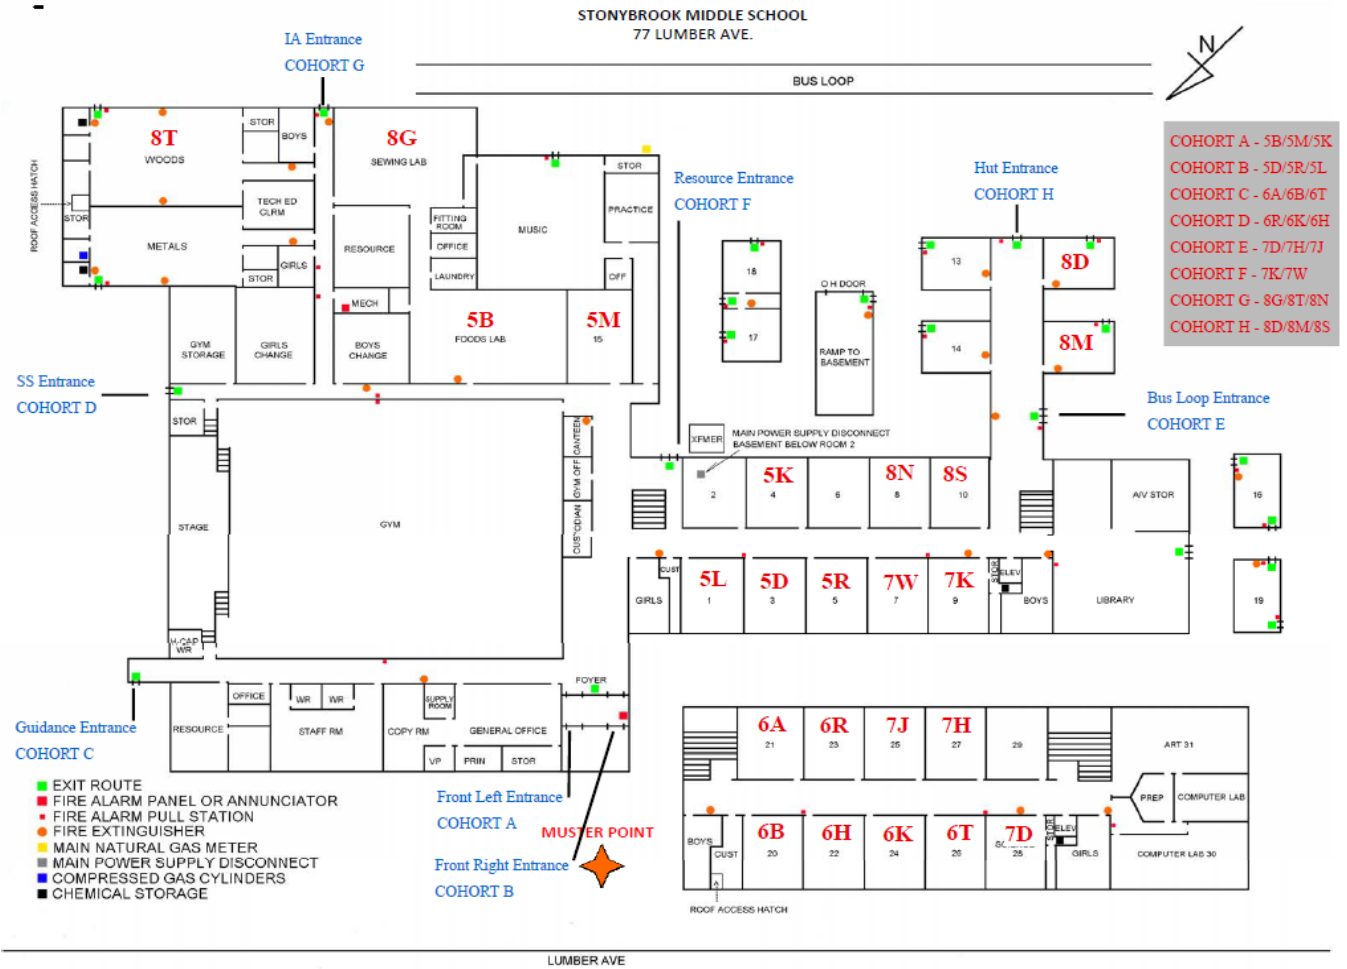 STONYBROOK MIDDLE SCHOOL
77 LUMBER AVE.
IA Entrance
COHORT G
BUS LOOP
N
COHORT A - 5B/5M/5K
COHORT B - 5D/5R/5L
COHORT C - 6A/6B/6T
COHORT D - 6R/6K/6H
COHORT E - 7D/7H/7J
COHORT F - 7K/7W
COHORT G - 8G/8T/8N
COHORT H - 8D/8M/8S
8T
WOODS
STOR
BOYS
8G
SEWING LAB
STOR
PRACTICE
Resource Entrance
COHORT F
Hut Entrance
COHORT H
ROOF ACCESS HATCH
STOR
TECH ED
CLRM
FITTING
ROOM
OFFICE
LAUNDRY
MUSIC
METALS
GIRLS
STOR
RESOURCE
OFF
18
17
13
8D
O H DOOR
MECH
5B
FOODS LAB
5M
15
GYM
STORAGE
GIRLS
CHANGE
BOYS
CHANGE
RAMP TO
BASEMENT
14
8M
SS Entrance
COHORT D
Bus Loop Entrance
COHORT E
STOR
CANTEEN
GYM OFF
CUSTODIAN
XFMER
MAIN POWER SUPPLY DISCONNECT
BASEMENT BELOW ROOM 2
2
5K
4
6
8N
8
8S
10
A/V STOR
16
STAGE
GYM
CUST
GIRLS
5L
1
5D
3
5R
5
7W
7
7K
9
STOR
ELEV
BOYS
LIBRARY
19
H-CAP
WR
FOYER
Guidance Entrance
COHORT C
RESOURCE
OFFICE
WR
WR
STAFF RM
COPY RM
SUPPLY
ROOM
GENERAL OFFICE
VP
PRIN
STOR
6A
21
6R
23
7J
25
7H
27
29
ART 31
PREP
COMPUTER LAB
Front Left Entrance
COHORT A
MUSTER POINT
Front Right Entrance
COHORT B
BOYS
CUST
6B
20
6H
22
6K
24
6T
26
7D
28
STOR
ELEV
GIRLS
COMPUTER LAB 30
ROOF ACCESS HATCH
EXIT ROUTE
FIRE ALARM PANEL OR ANNUNCIATOR
FIRE ALARM PULL STATION
FIRE EXTINGUISHER
MAIN NATURAL GAS METER
MAIN POWER SUPPLY DISCONNECT
COMPRESSED GAS CYLINDERS
CHEMICAL STORAGE
LUMBER AVE